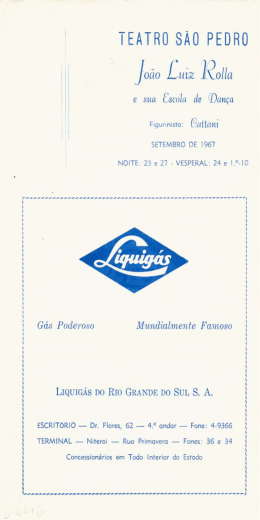 TEATRO SÃO PEDRO
João Luiz Rolla
e sua Escola de Dança
Figurinista: Cattani
SETEMBRO DE 1967
NOITE: 23 e 27 - VESPERAL: 24 e 1.º-10
Liquigás
Gás Poderoso Mundialmente Famoso
LIQUIGÁS DO RIO GRANDE DO SUL S. A.
ESCRITORIO — Dr. Flores, 62 — 4.º andar — Fone: 4-9366
TERMINAL — Niteroi — Rua Primavera — Fones: 36 e 34
Concessionários em Todo Interior do Estado